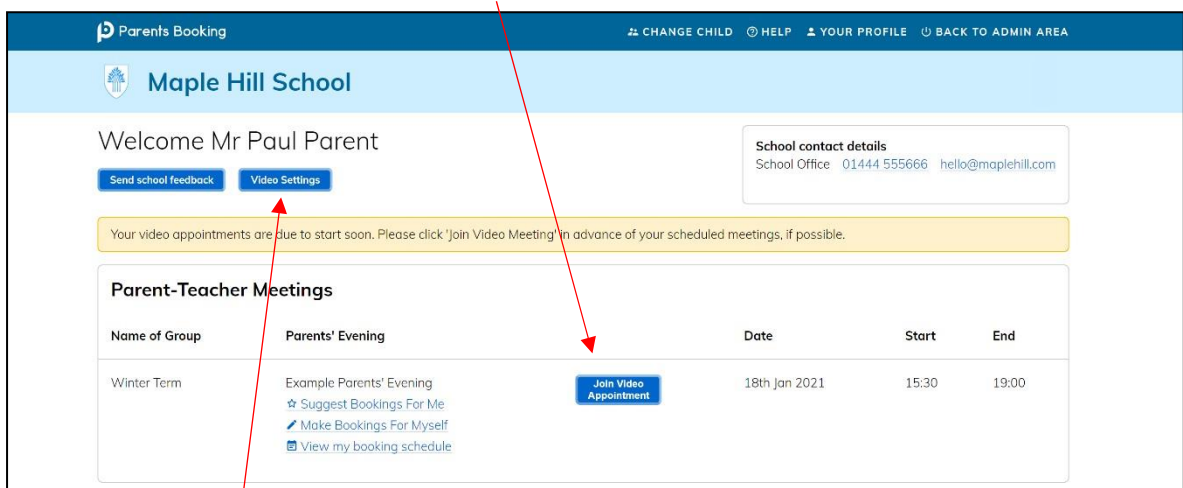 Parents Booking
CHANGE CHILD HELP YOUR PROFILE BACK TO ADMIN AREA
Maple Hill School
Welcome Mr Paul Parent
Send school feedback Video Settings
School contact details
School Office 01444 555666 hello@maplehill.com
Your video appointments are due to start soon. Please click 'Join Video Meeting' in advance of your scheduled meetings, if possible.
Parent-Teacher Meetings
Name of Group Parents' Evening Date Start End
Winter Term Example Parents' Evening Join Video Appointment 18th Jan 2021 15:30 19:00
Suggest Bookings For Me
Make Bookings For Myself
View my booking schedule